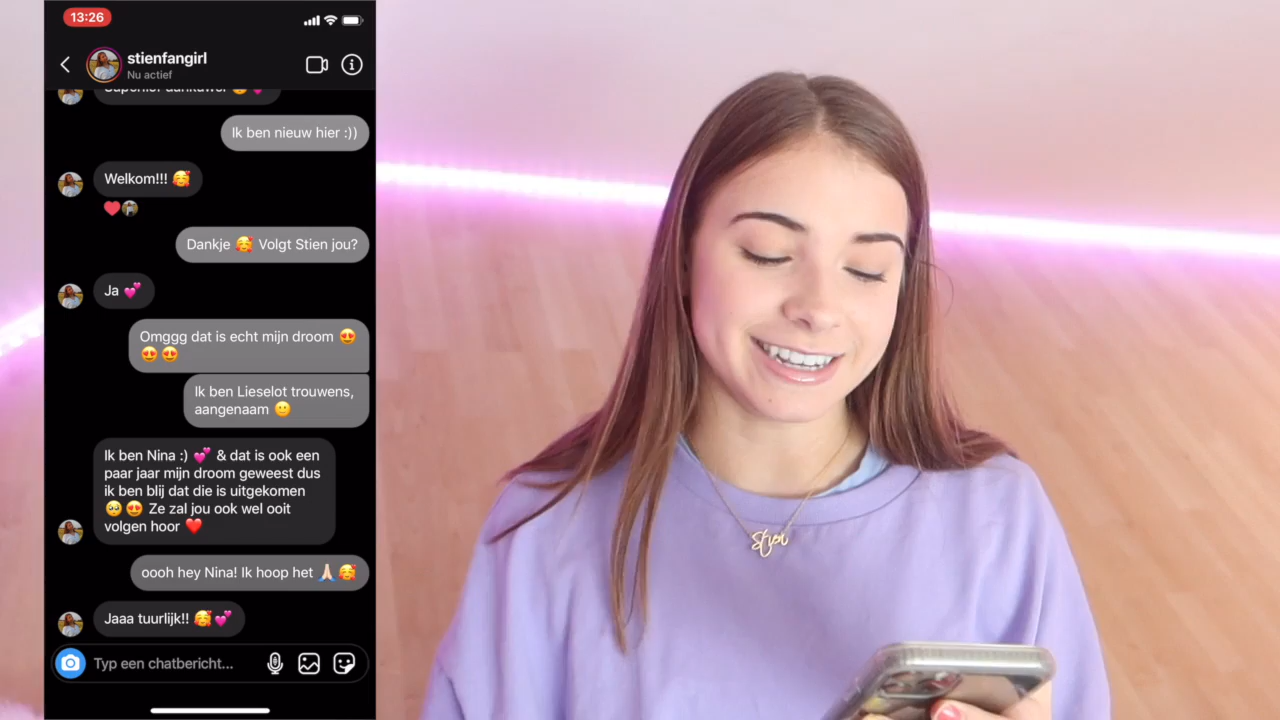 13:26
stienfangirl
Nu actief
Ik ben nieuw hier :))
Welkom!!! 🥰
Dankje 🥰 Volgt Stien jou?
Ja 💕
Omggg dat is echt mijn droom 😍
😍😍
Ik ben Lieselot trouwens,
aangenaam 🙂
Ik ben Nina :) 💕 & dat is ook een
paar jaar mijn droom geweest dus
ik ben blij dat die is uitgekomen
🥺😍 Ze zal jou ook wel ooit
volgen hoor ❤️
oooh hey Nina! Ik hoop het 🙏🏻🥰
Jaaa tuurlijk!! 🥰💕
Typ een chatbericht...
Stien